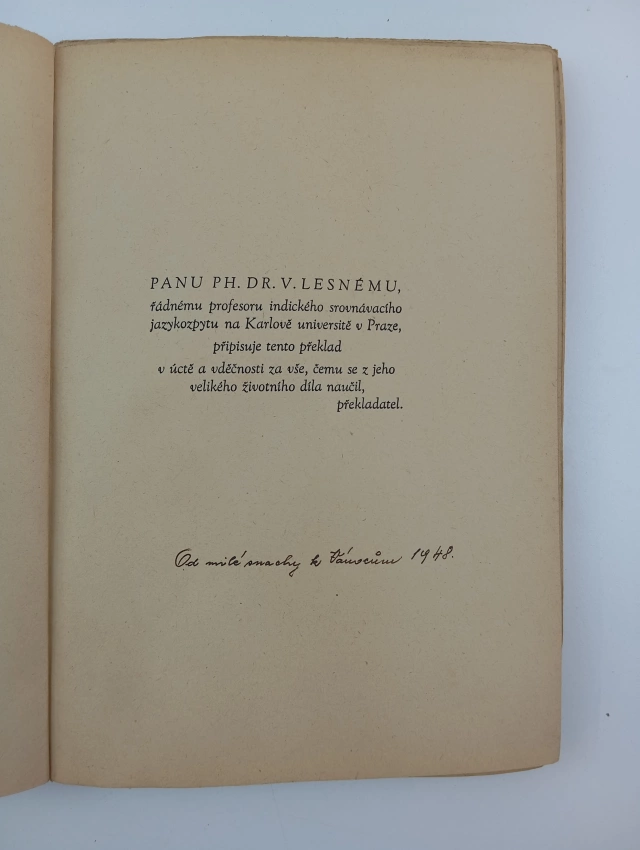 PANU PH. DR. V. LESNÉMU,
řádnému profesoru indického srovnávacího
jazykozpytu na Karlově universitě v Praze,
připisuje tento překlad
v úctě a vděčnosti za vše, čemu se z jeho
velikého životního díla naučil,
překladatel.
Od milé snachy k Vánocům 1948.